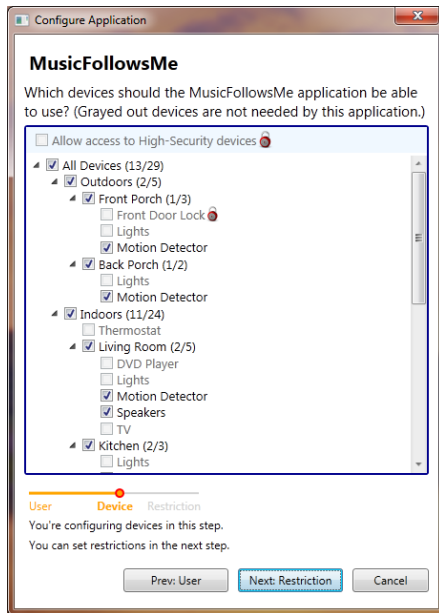 Configure Application
MusicFollowsMe
Which devices should the MusicFollowsMe application be able
to use? (Grayed out devices are not needed by this application.)
Allow access to High-Security devices
All Devices (13/29)
Outdoors (2/5)
Front Porch (1/3)
Front Door Lock
Lights
Motion Detector
Back Porch (1/2)
Lights
Motion Detector
Indoors (11/24)
Thermostat
Living Room (2/5)
DVD Player
Lights
Motion Detector
Speakers
TV
Kitchen (2/3)
Lights
User Device Restriction
You're configuring devices in this step.
You can set restrictions in the next step.
Prev: User Next: Restriction Cancel